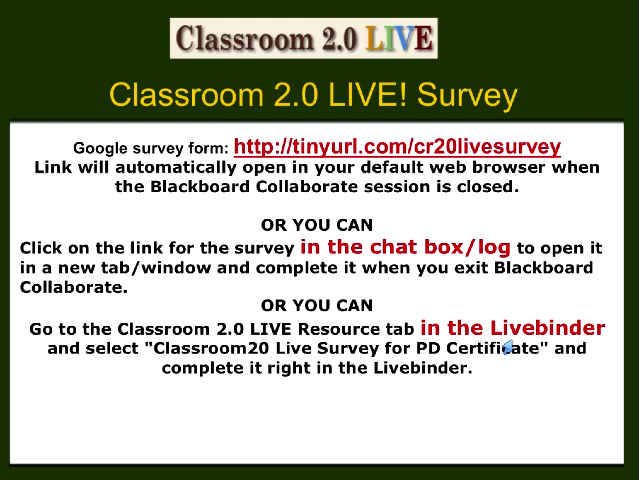 Classroom 2.0 LIVE
Classroom 2.0 LIVE! Survey
Google survey form: http://tinyurl.com/cr20livesurvey
Link will automatically open in your default web browser when
the Blackboard Collaborate session is closed.
OR YOU CAN
Click on the link for the survey in the chat box/log to open it
in a new tab/window and complete it when you exit Blackboard
Collaborate.
OR YOU CAN
Go to the Classroom 2.0 LIVE Resource tab in the Livebinder
and select "Classroom20 Live Survey for PD Certificate" and
complete it right in the Livebinder.